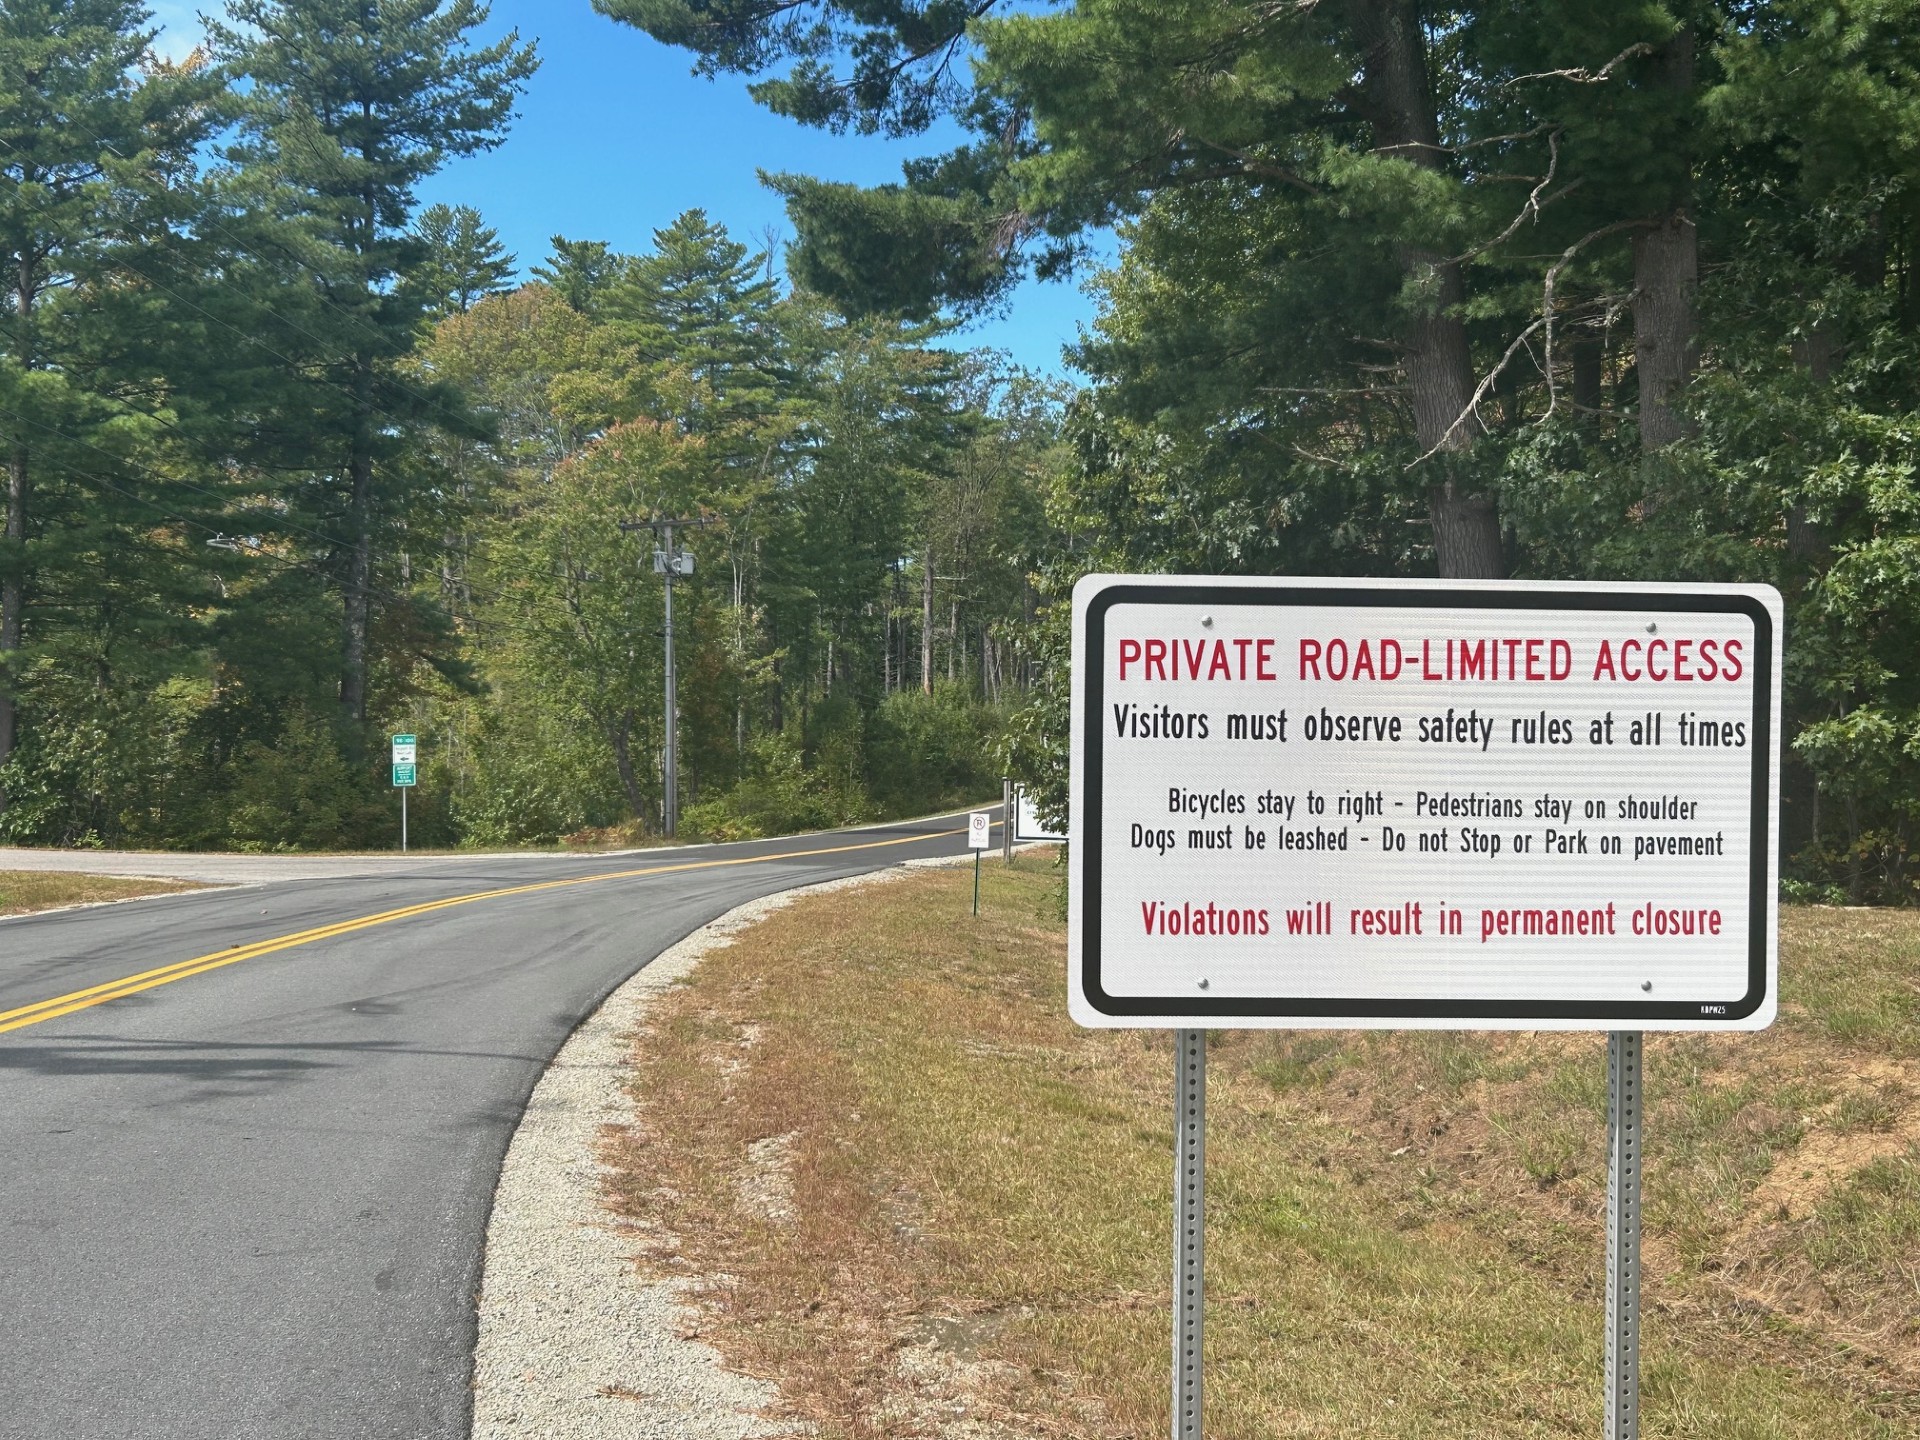 PRIVATE ROAD-LIMITED ACCESS
Visitors must observe safety rules at all times
Bicycles stay to right - Pedestrians stay on shoulder
Dogs must be leashed - Do not Stop or Park on pavement
Violations will result in permanent closure
KBPW25